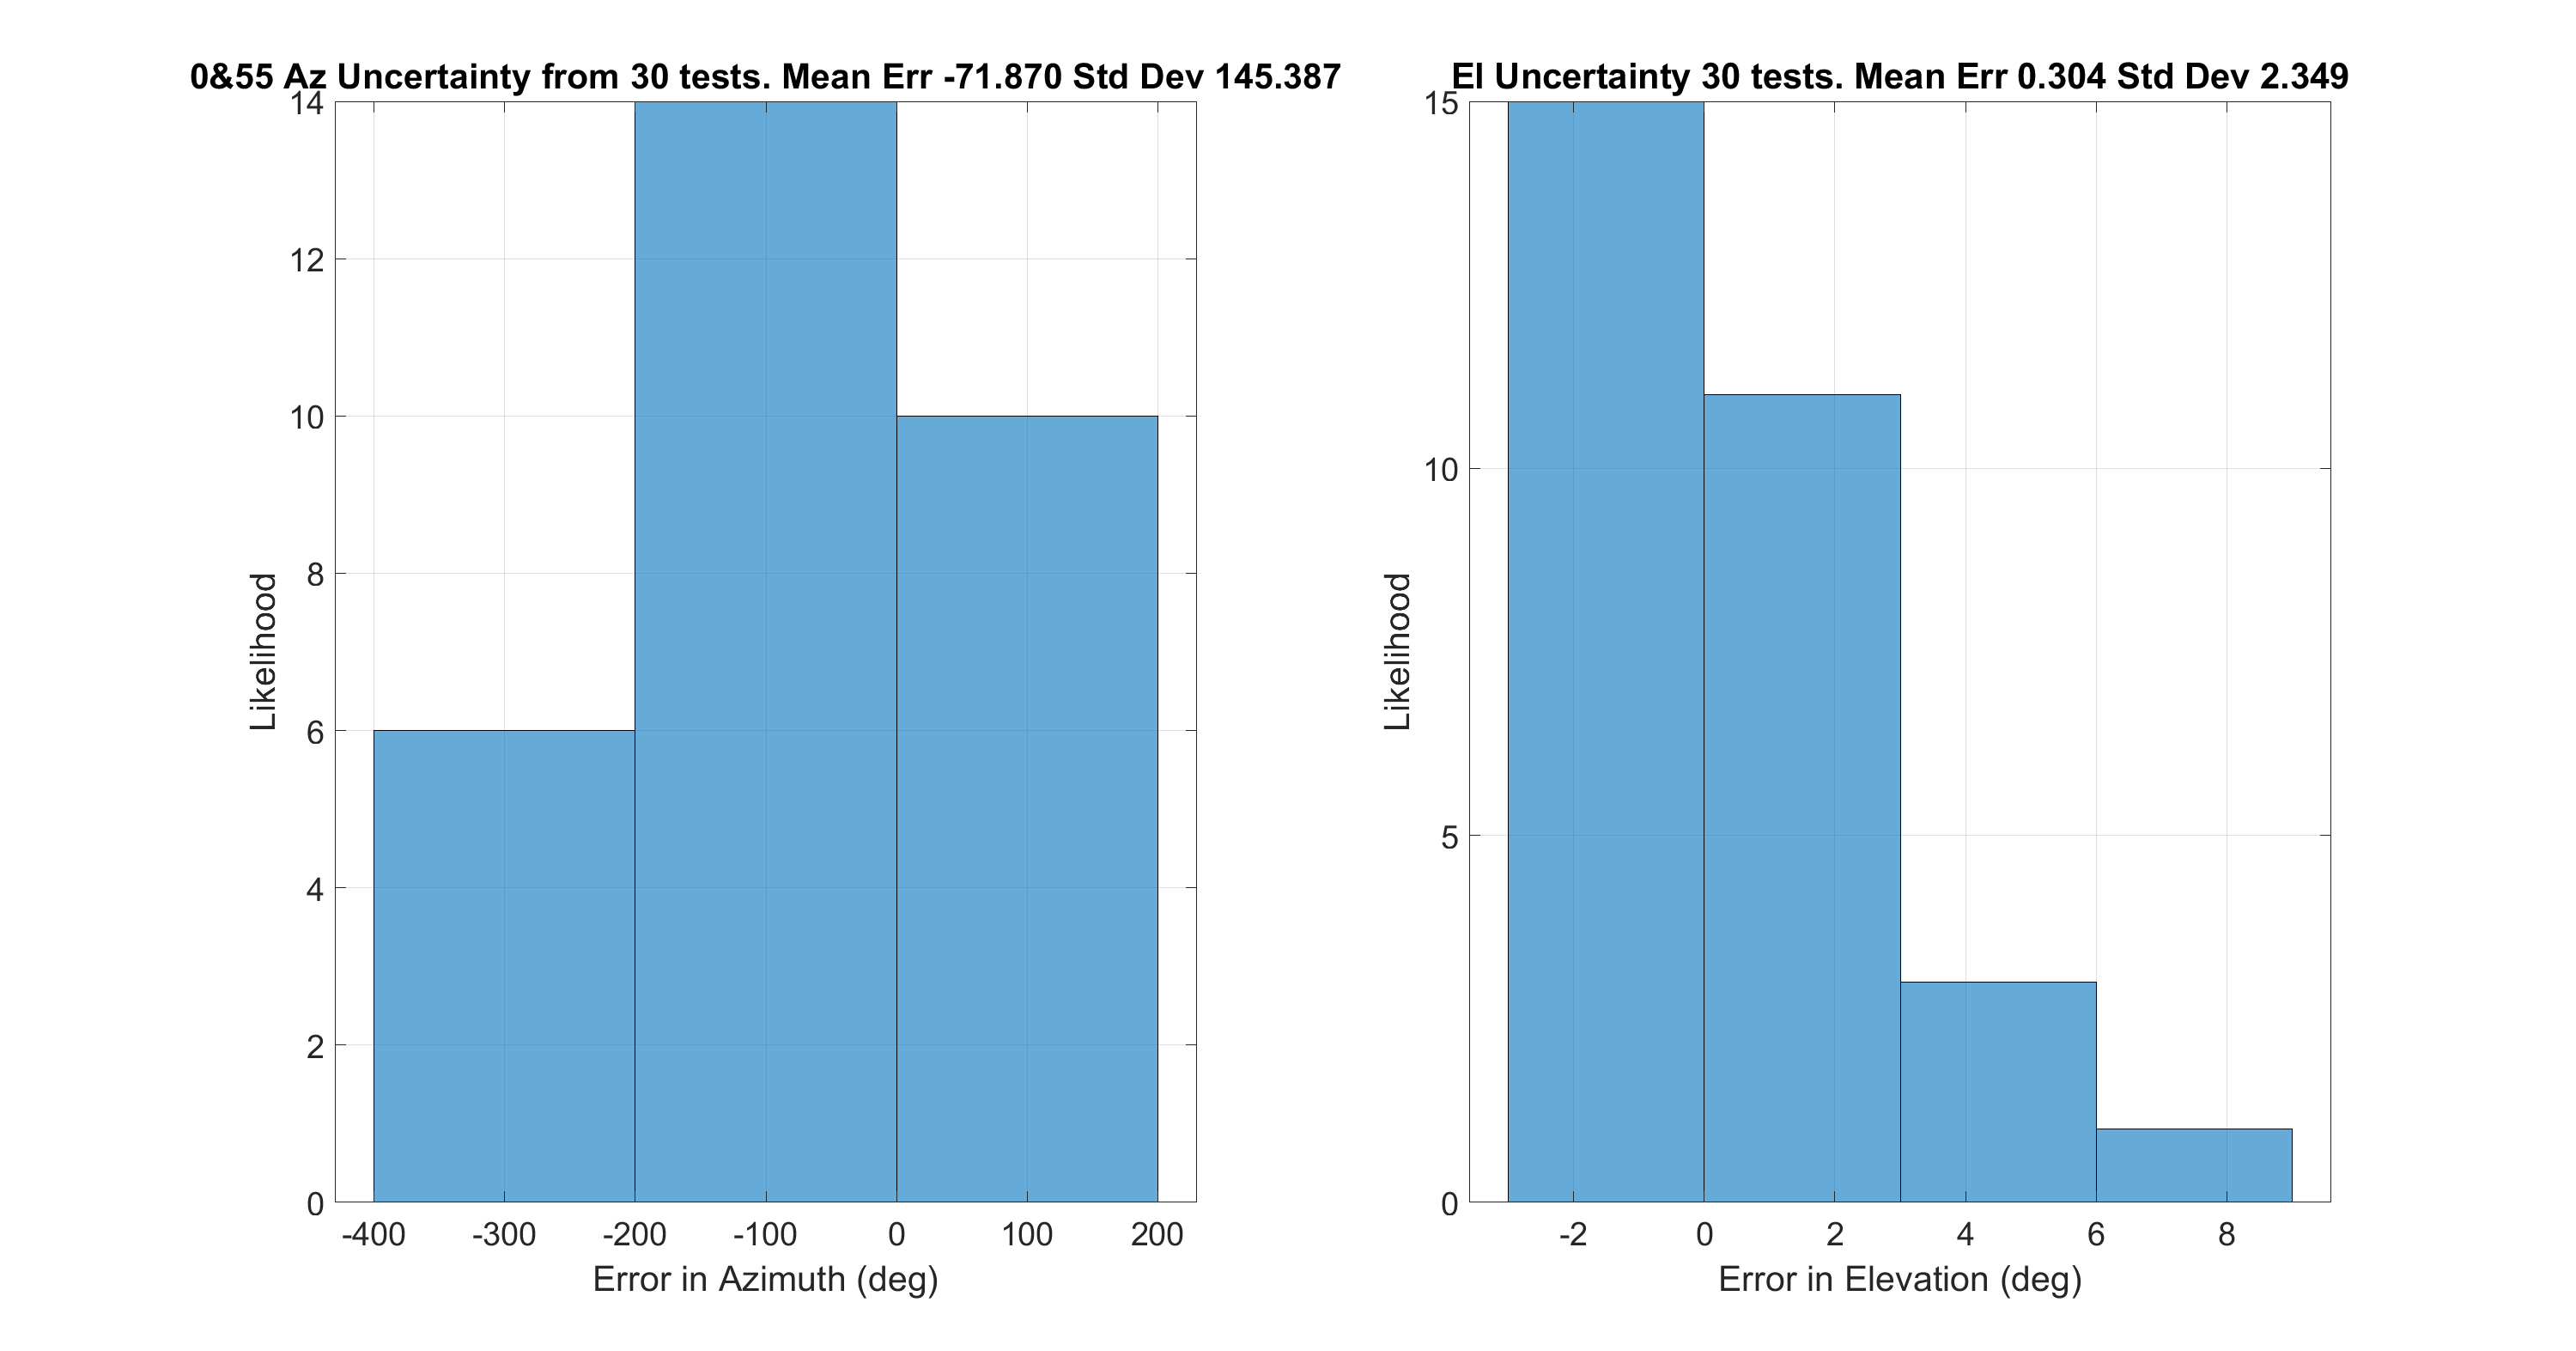 0&55 Az Uncertainty from 30 tests. Mean Err -71.870 Std Dev 145.387
14
12
10
8
6
4
2
0
Likelihood
-400 -300 -200 -100 0 100 200
Error in Azimuth (deg)
El Uncertainty 30 tests. Mean Err 0.304 Std Dev 2.349
15
10
5
0
Likelihood
-2 0 2 4 6 8
Error in Elevation (deg)